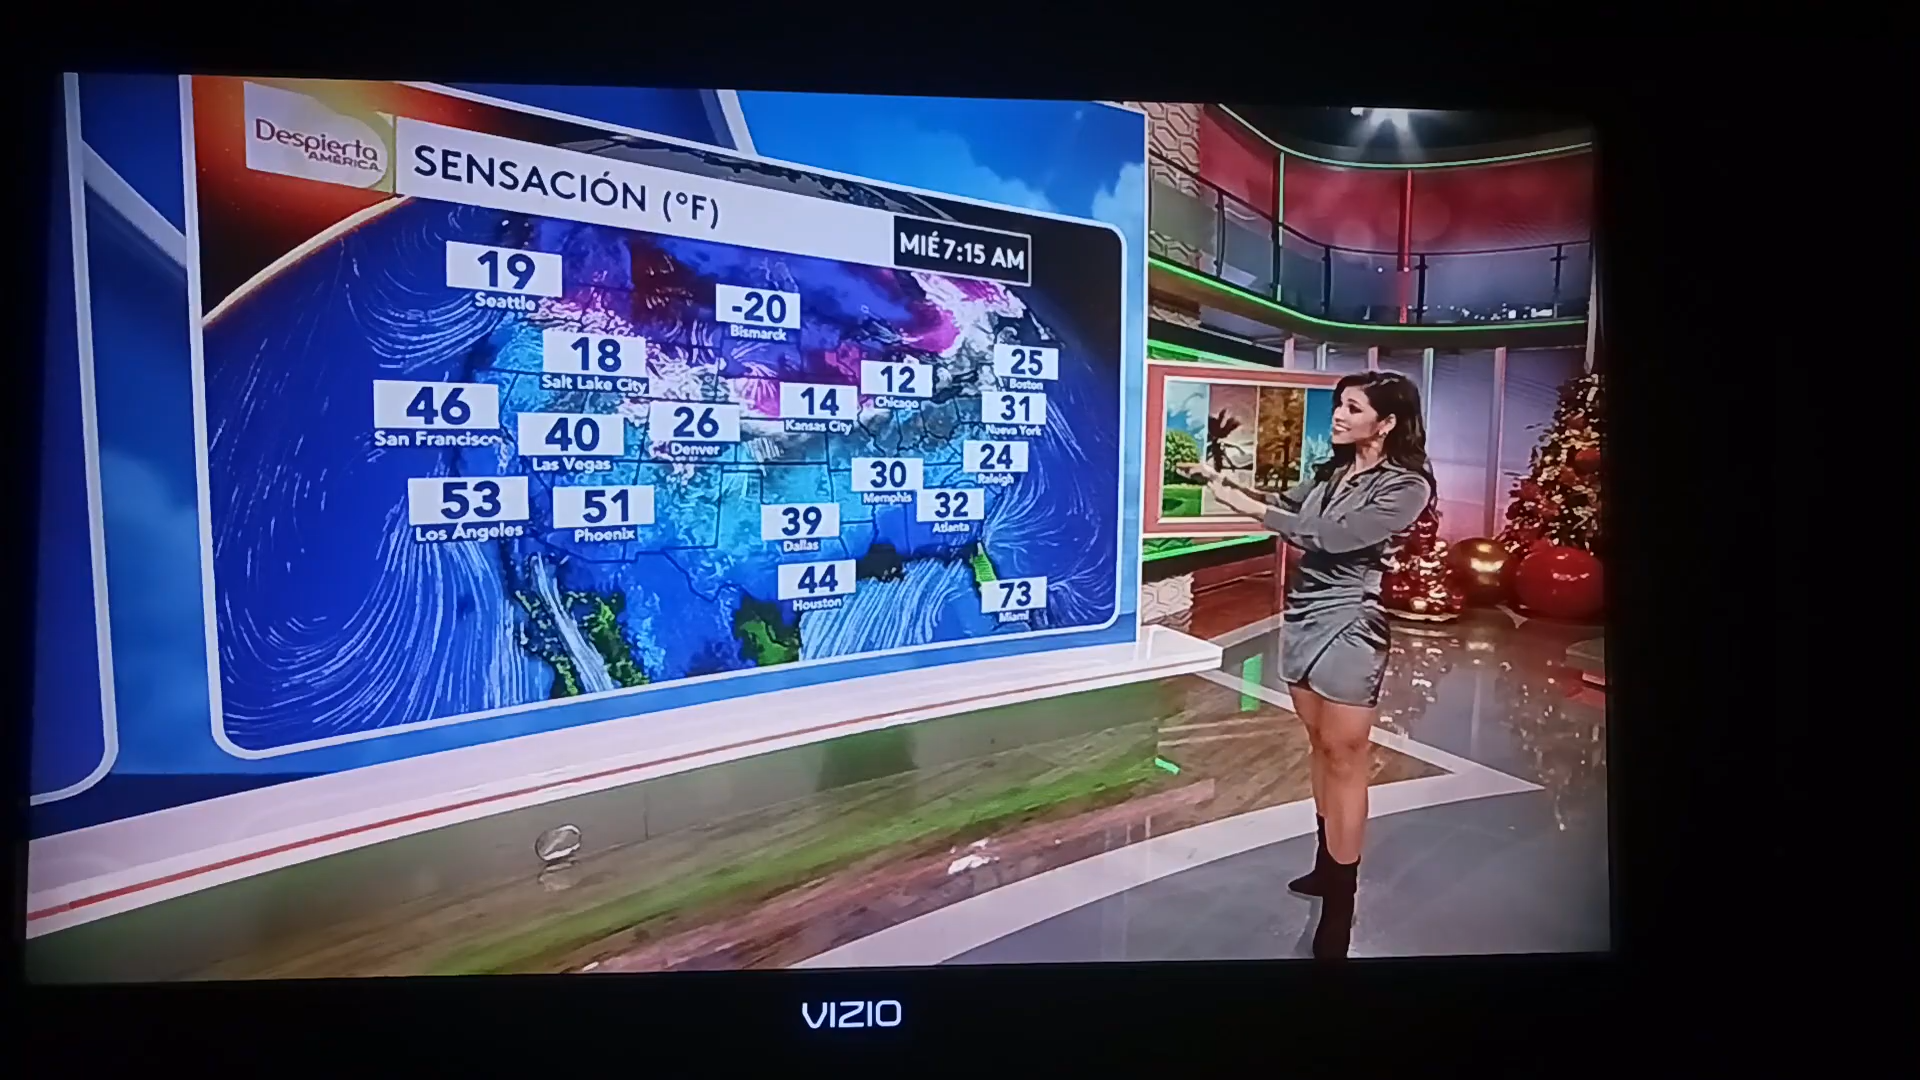 Despierta
AMÉRICA
SENSACIÓN (°F)
MIÉ 7:15 AM
19
Seattle
-20
Bismarck
18
Salt Lake City
12
Chicago
25
Boston
46
San Francisco
40
Las Vegas
26
Denver
14
Kansas City
31
Nueva York
24
Raleigh
53
Los Ángeles
51
Phoenix
30
Memphis
32
Atlanta
39
Dallas
44
Houston
73
Miami
VIZIO